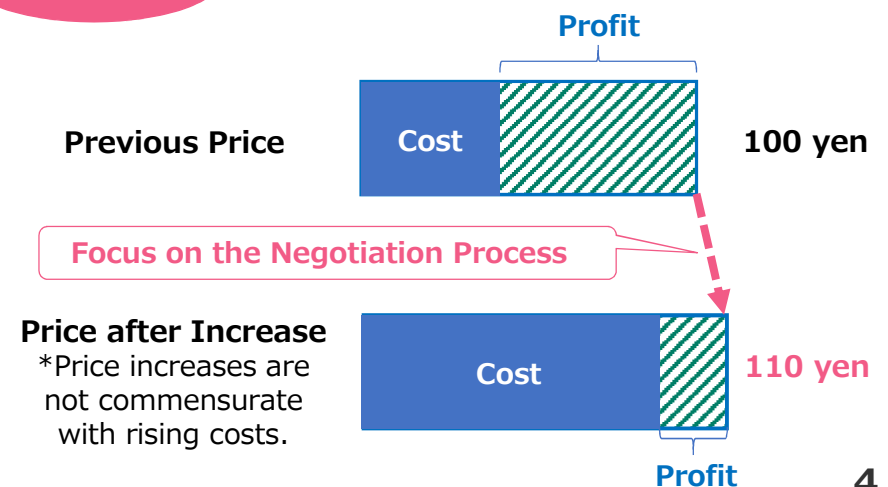 Profit
Previous Price
Cost
100 yen
Focus on the Negotiation Process
Price after Increase
*Price increases are
not commensurate
with rising costs.
Cost
110 yen
Profit
4